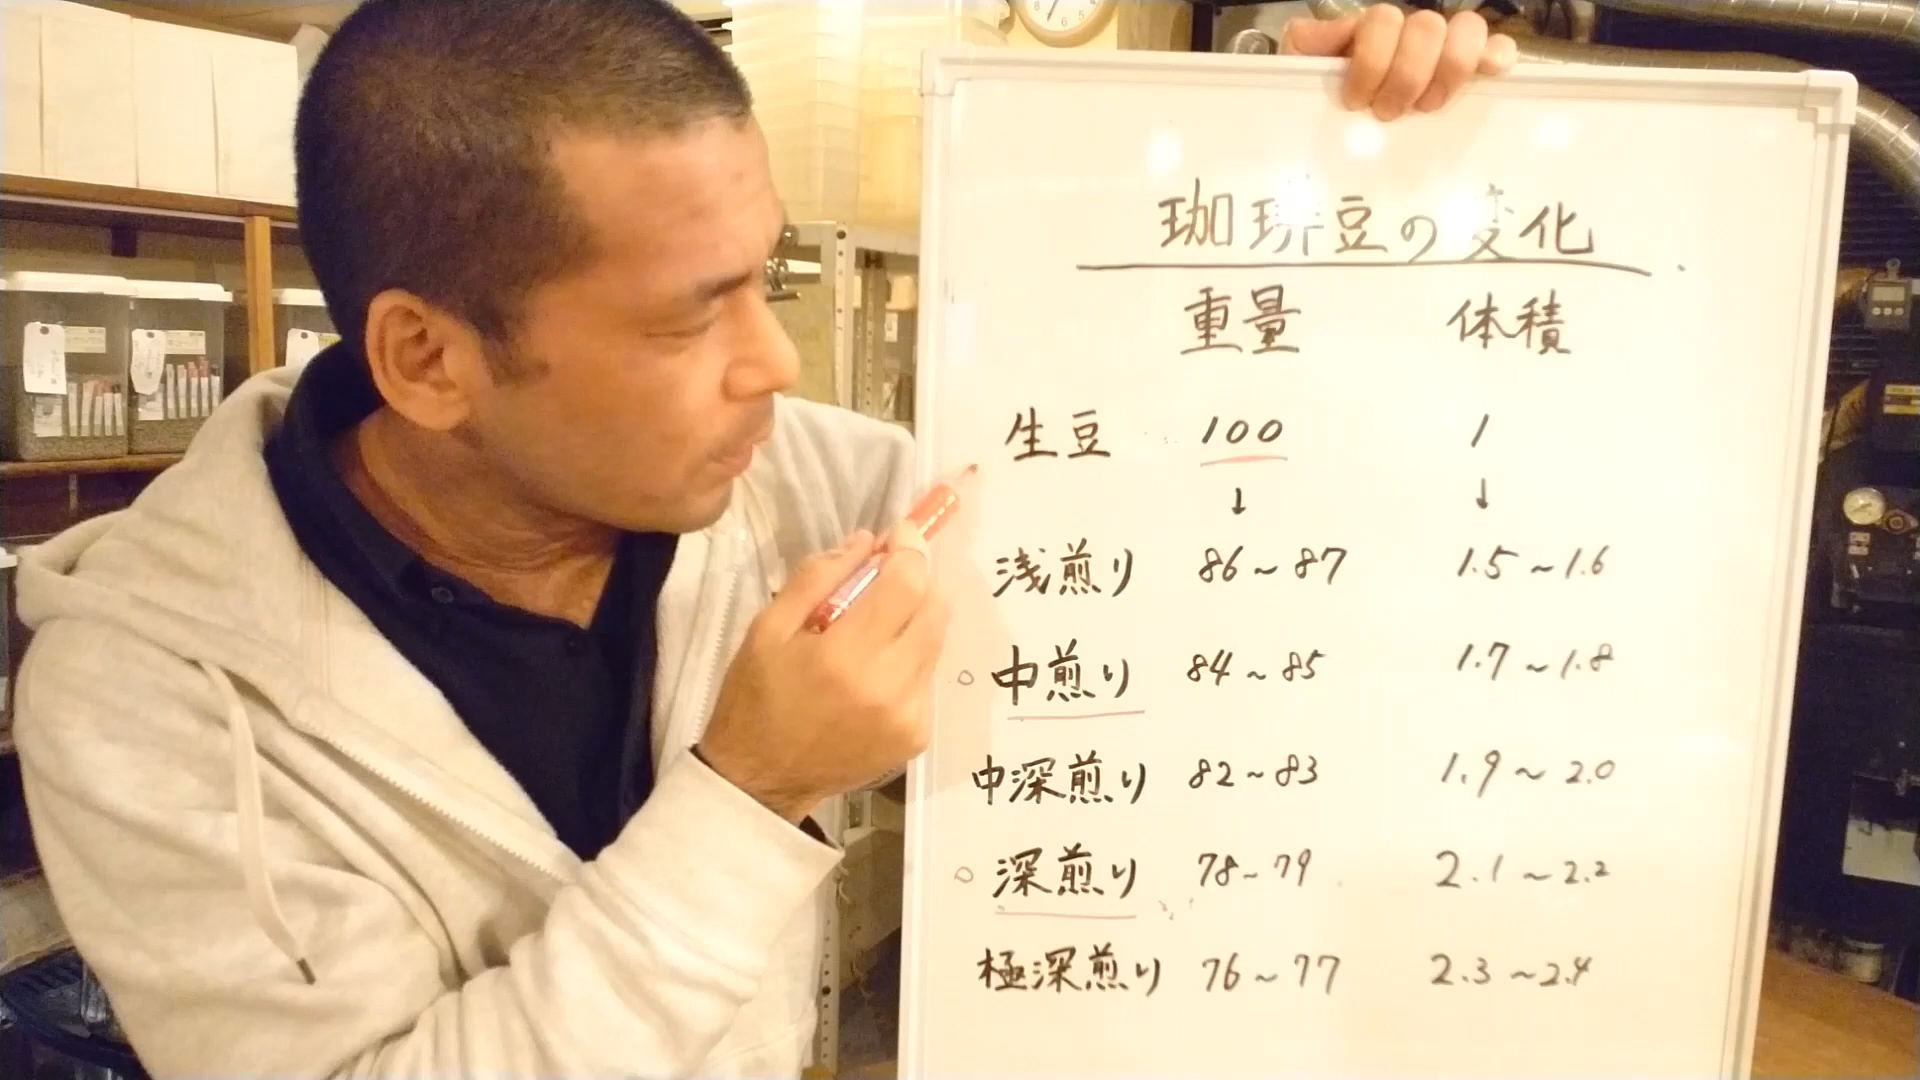 珈琲豆の変化
重量 体積
生豆 100 1
↓ ↓
浅煎り 86~87 1.5~1.6
○ 中煎り 84~85 1.7~1.8
中深煎り 82~83 1.9~2.0
○ 深煎り 78~79 2.1~2.2
極深煎り 76~77 2.3~2.4